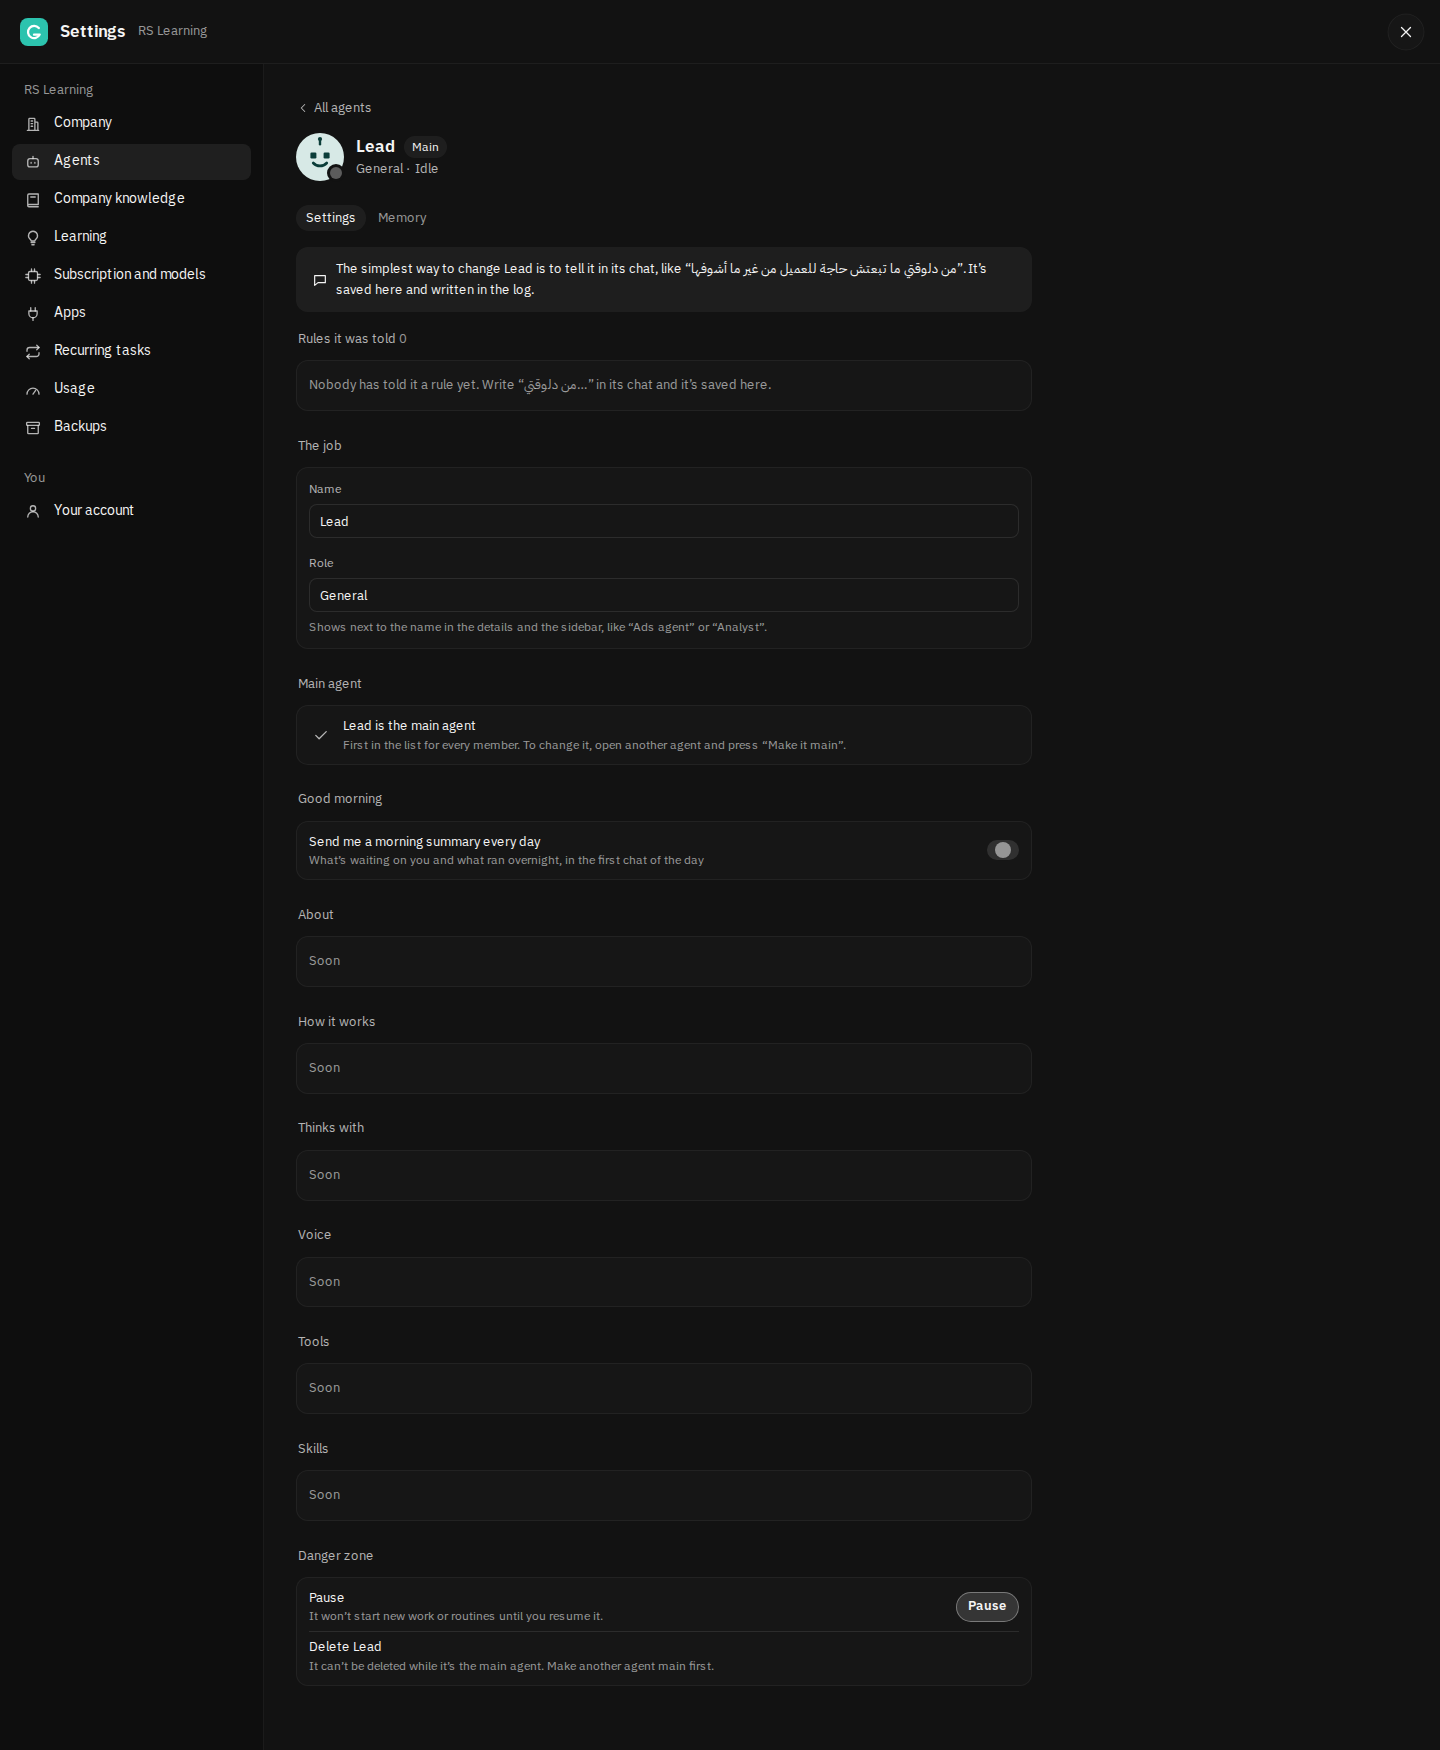 Settings RS Learning
RS Learning
Company
Agents
Company knowledge
Learning
Subscription and models
Apps
Recurring tasks
Usage
Backups
You
Your account
All agents
Lead Main
General · Idle
Settings Memory
The simplest way to change Lead is to tell it in its chat, like “من دلوقتي ما تبعتش حاجة للعميل من غير ما أشوفها”. It’s
saved here and written in the log.
Rules it was told 0
Nobody has told it a rule yet. Write “من دلوقتي…” in its chat and it’s saved here.
The job
Name
Lead
Role
General
Shows next to the name in the details and the sidebar, like “Ads agent” or “Analyst”.
Main agent
Lead is the main agent
First in the list for every member. To change it, open another agent and press “Make it main”.
Good morning
Send me a morning summary every day
What’s waiting on you and what ran overnight, in the first chat of the day
About
Soon
How it works
Soon
Thinks with
Soon
Voice
Soon
Tools
Soon
Skills
Soon
Danger zone
Pause
It won’t start new work or routines until you resume it.
Pause
Delete Lead
It can’t be deleted while it’s the main agent. Make another agent main first.